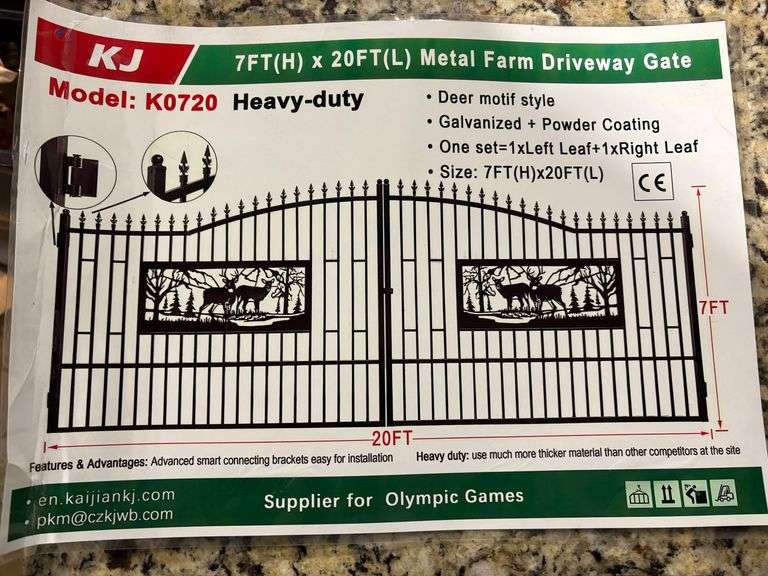 KJ
7FT(H) x 20FT(L) Metal Farm Driveway Gate
Model: K0720 Heavy-duty
• Deer motif style
• Galvanized + Powder Coating
• One set=1xLeft Leaf+1xRight Leaf
• Size: 7FT(H)x20FT(L)
CE
7FT
20FT
Features & Advantages: Advanced smart connecting brackets easy for installation
Heavy duty: use much more thicker material than other competitors at the site
• en.kaijiankj.com
• pkm@czkjwb.com
Supplier for Olympic Games